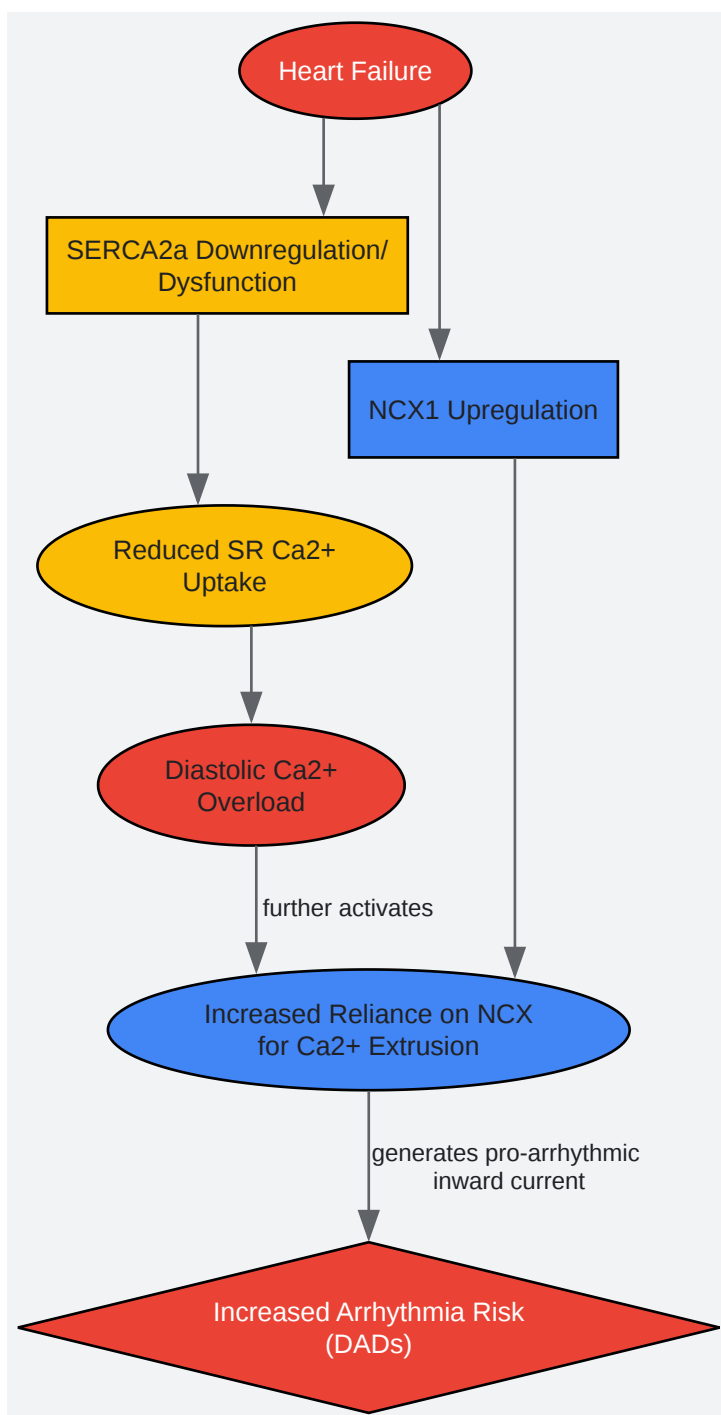 Heart Failure
SERCA2a Downregulation/
Dysfunction
NCX1 Upregulation
Reduced SR Ca2+
Uptake
Diastolic Ca2+
Overload
further activates
Increased Reliance on NCX
for Ca2+ Extrusion
generates pro-arrhythmic
inward current
Increased Arrhythmia Risk
(DADs)